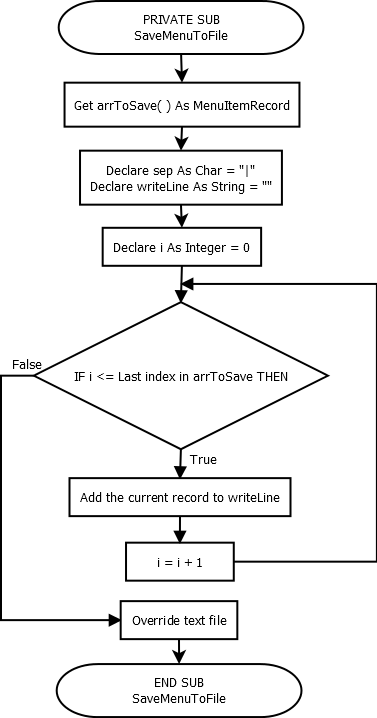 PRIVATE SUB
SaveMenuToFile
Get arrToSave( ) As MenuItemRecord
Declare sep As Char = "|"
Declare writeLine As String = ""
Declare i As Integer = 0
IF i <= Last index in arrToSave THEN
False
True
Add the current record to writeLine
i = i + 1
Override text file
END SUB
SaveMenuToFile